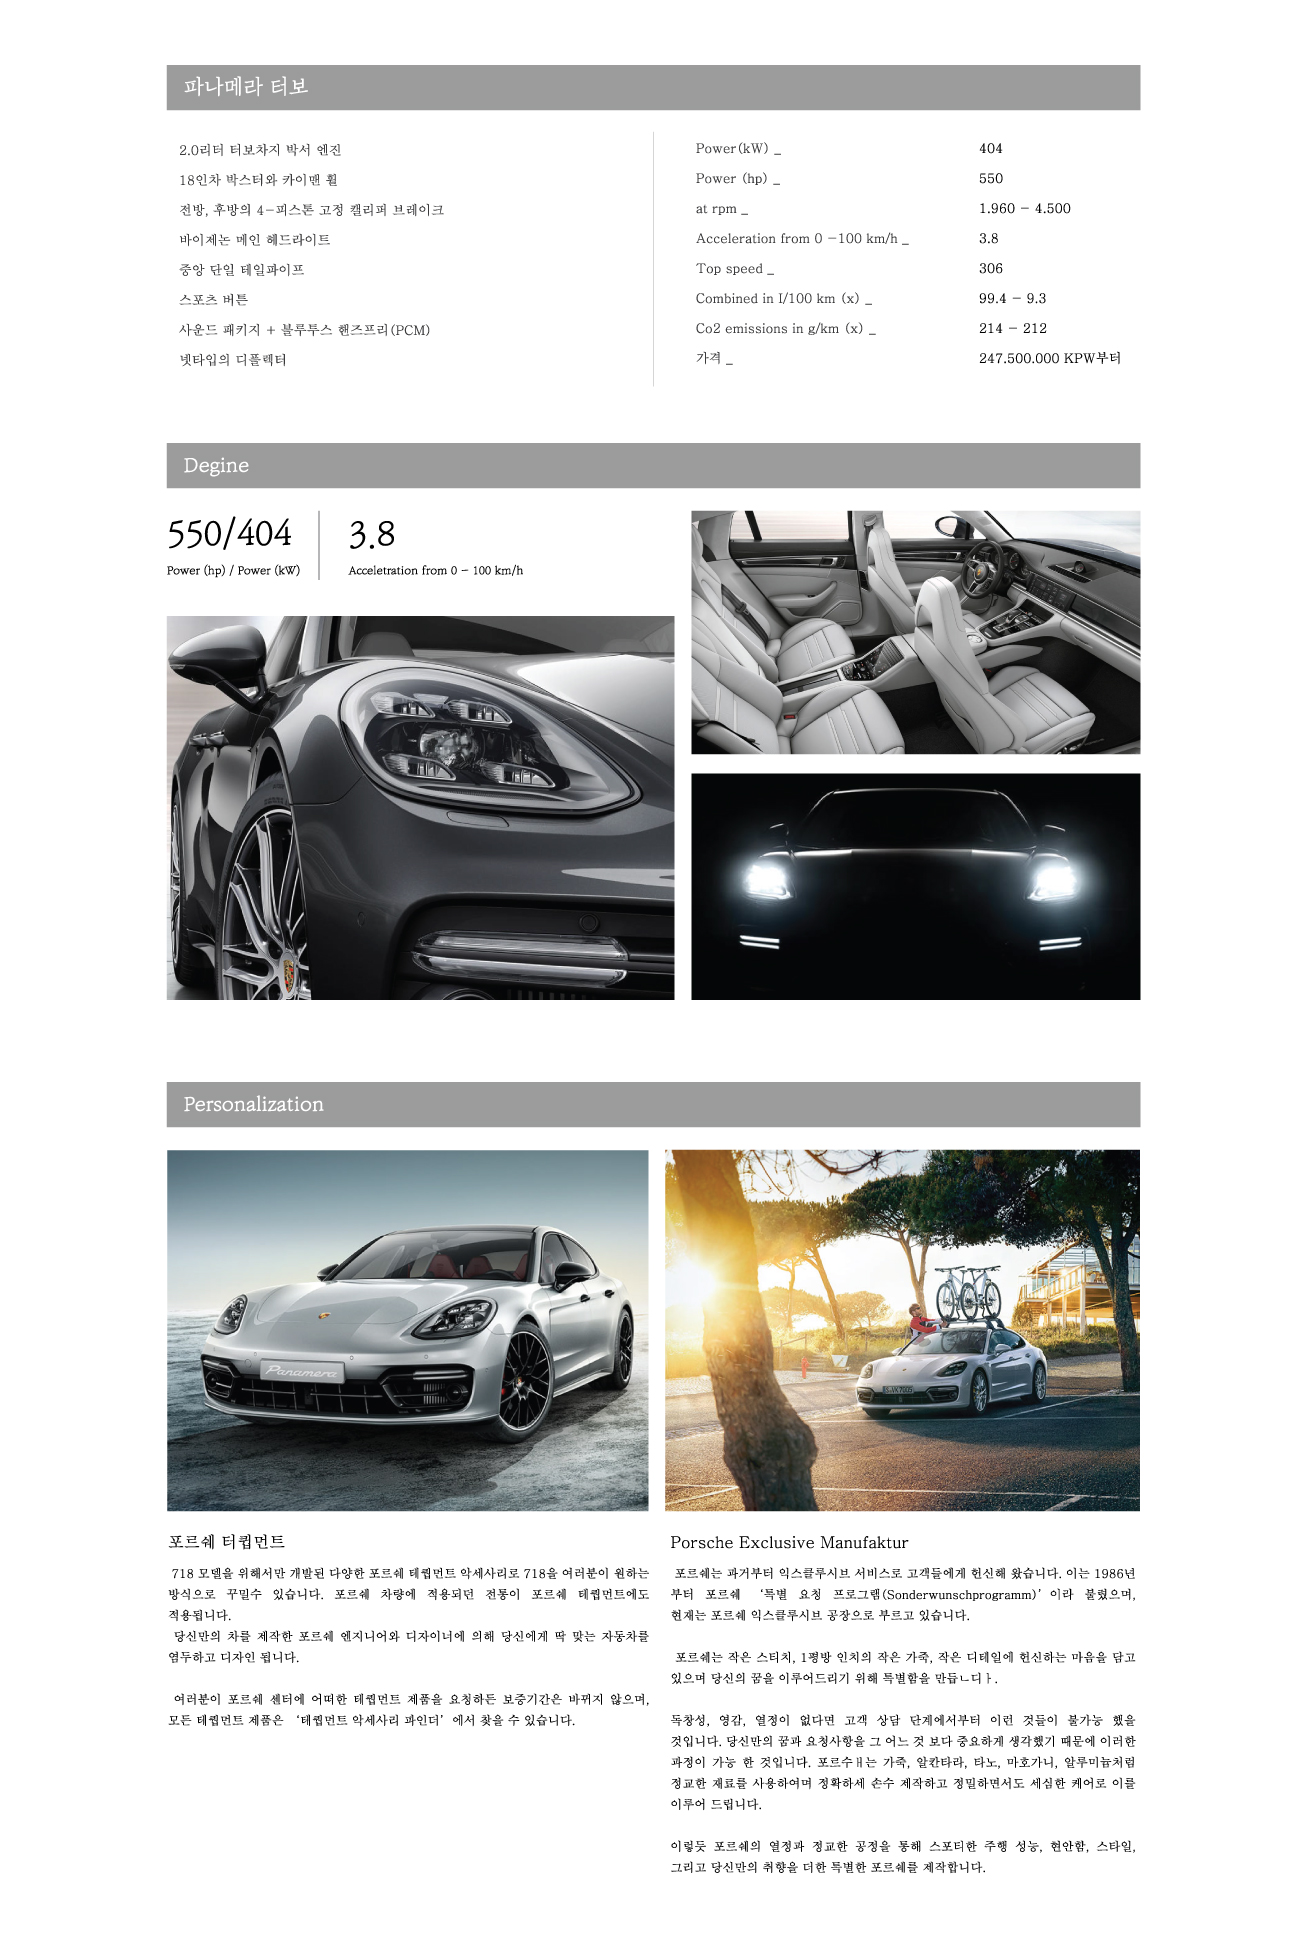 파나메라 터보
2.0리터 터보차지 박서 엔진
18인차 박스터와 카이맨 휠
전방, 후방의 4-피스톤 고정 캘리퍼 브레이크
바이제논 메인 헤드라이트
중앙 단일 테일파이프
스포츠 버튼
사운드 패키지 + 블루투스 핸즈프리(PCM)
넷타입의 디플렉터
Power(kW) _ 404
Power (hp) _ 550
at rpm _ 1.960 - 4.500
Acceleration from 0 -100 km/h _ 3.8
Top speed _ 306
Combined in I/100 km (x) _ 99.4 - 9.3
Co2 emissions in g/km (x) _ 214 - 212
가격 _ 247.500.000 KPW부터
Degine
550/404
Power (hp) / Power (kW)
3.8
Acceletration from 0 - 100 km/h
Personalization
Panamera
포르쉐 터큅먼트
718 모델을 위해서만 개발된 다양한 포르쉐 테큅먼트 악세사리로 718을 여러분이 원하는
방식으로 꾸밀수 있습니다. 포르쉐 차량에 적용되던 전통이 포르쉐 테큅먼트에도
적용됩니다.
당신만의 차를 제작한 포르쉐 엔지니어와 디자이너에 의해 당신에게 딱 맞는 자동차를
염두하고 디자인 됩니다.
여러분이 포르쉐 센터에 어떠한 테큅먼트 제품을 요청하든 보증기간은 바뀌지 않으며,
모든 테큅먼트 제품은 ‘테큅먼트 악세사리 파인더’에서 찾을 수 있습니다.
Porsche Exclusive Manufaktur
포르쉐는 과거부터 익스클루시브 서비스로 고객들에게 헌신해 왔습니다. 이는 1986년
부터 포르쉐 ‘특별 요청 프로그램(Sonderwunschprogramm)’이라 불렸으며,
현재는 포르쉐 익스클루시브 공장으로 부르고 있습니다.
포르쉐는 작은 스티치, 1평방 인치의 작은 가죽, 작은 디테일에 헌신하는 마음을 담고
있으며 당신의 꿈을 이루어드리기 위해 특별함을 만듭ㄴ디ㅏ.
독창성, 영감, 열정이 없다면 고객 상담 단계에서부터 이런 것들이 불가능 했을
것입니다. 당신만의 꿈과 요청사항을 그 어느 것 보다 중요하게 생각했기 때문에 이러한
과정이 가능 한 것입니다. 포르수ㅐ는 가죽, 알칸타라, 타노, 마호가니, 알루미늄처럼
정교한 재료를 사용하여며 정확하세 손수 제작하고 정밀하면서도 세심한 케어로 이를
이루어 드립니다.
이렇듯 포르쉐의 열정과 정교한 공정을 통해 스포티한 주행 성능, 현안함, 스타일,
그리고 당신만의 취향을 더한 특별한 포르쉐를 제작합니다.